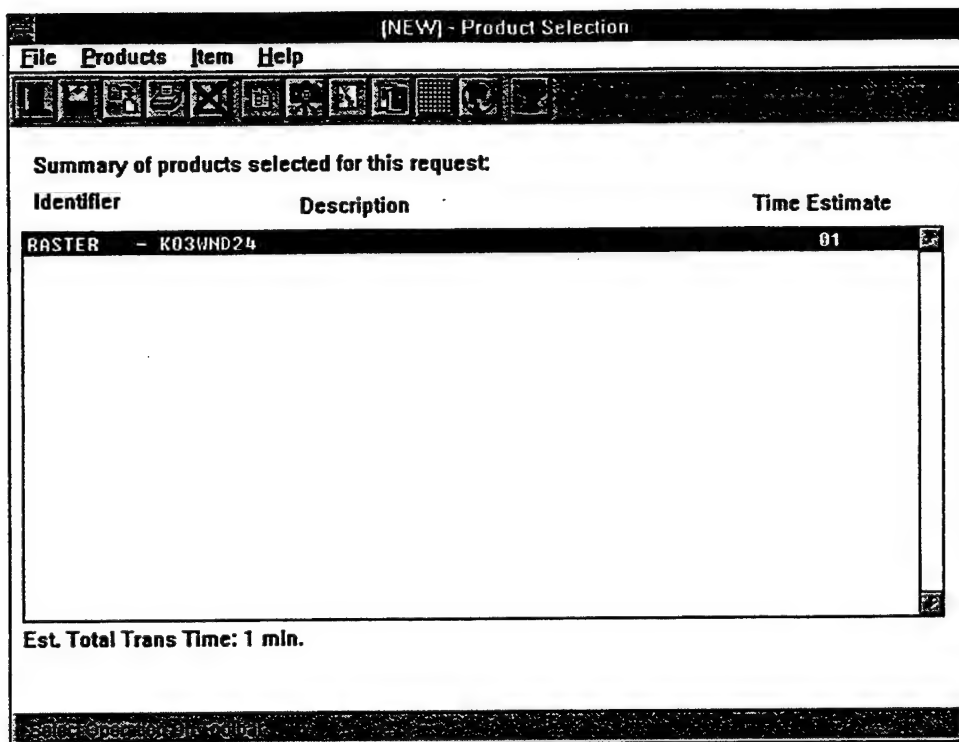 [NEW] - Product Selection
File Products Item Help
Summary of products selected for this request:
Identifier Description Time Estimate
RASTER - K03WND24 01
Est. Total Trans Time: 1 min.